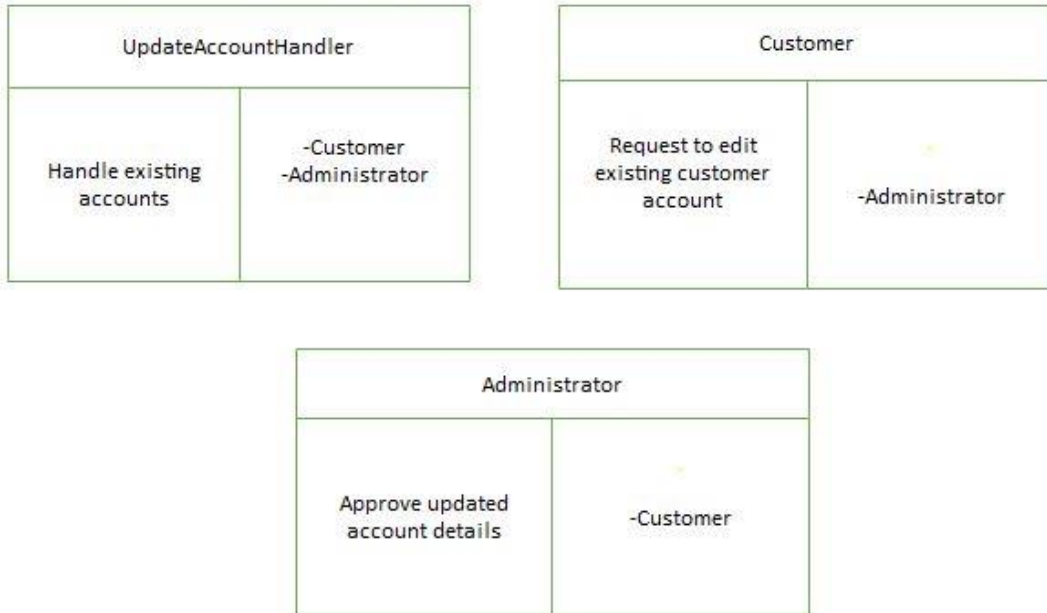 UpdateAccountHandler
Handle existing
accounts
-Customer
-Administrator
Customer
Request to edit
existing customer
account
-Administrator
Administrator
Approve updated
account details
-Customer